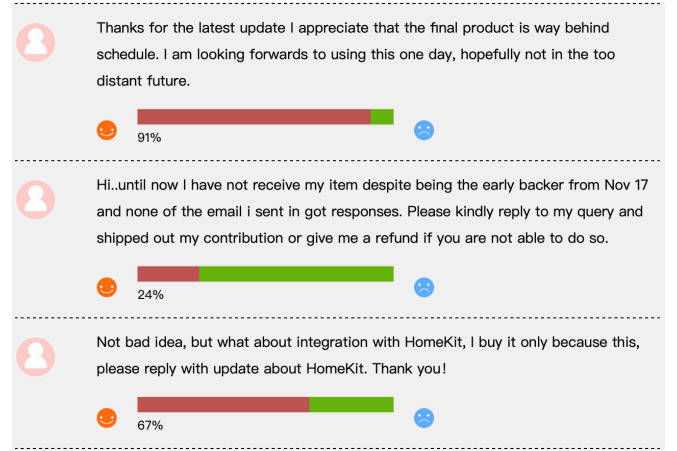 Thanks for the latest update I appreciate that the final product is way behind
schedule. I am looking forwards to using this one day, hopefully not in the too
distant future.
91%
Hi..until now I have not receive my item despite being the early backer from Nov 17
and none of the email i sent in got responses. Please kindly reply to my query and
shipped out my contribution or give me a refund if you are not able to do so.
24%
Not bad idea, but what about integration with HomeKit, I buy it only because this,
please reply with update about HomeKit. Thank you!
67%